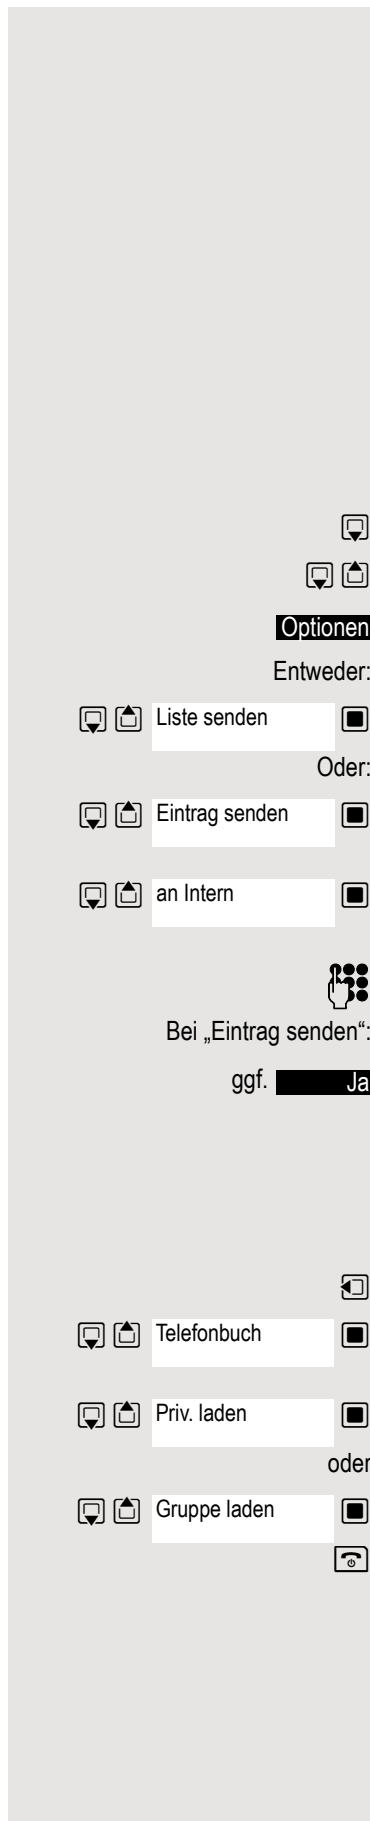 Optionen
Entweder:
Liste senden
Oder:
Eintrag senden
an Intern
Bei „Eintrag senden“:
ggf. Ja
Telefonbuch
Priv. laden
oder
Gruppe laden